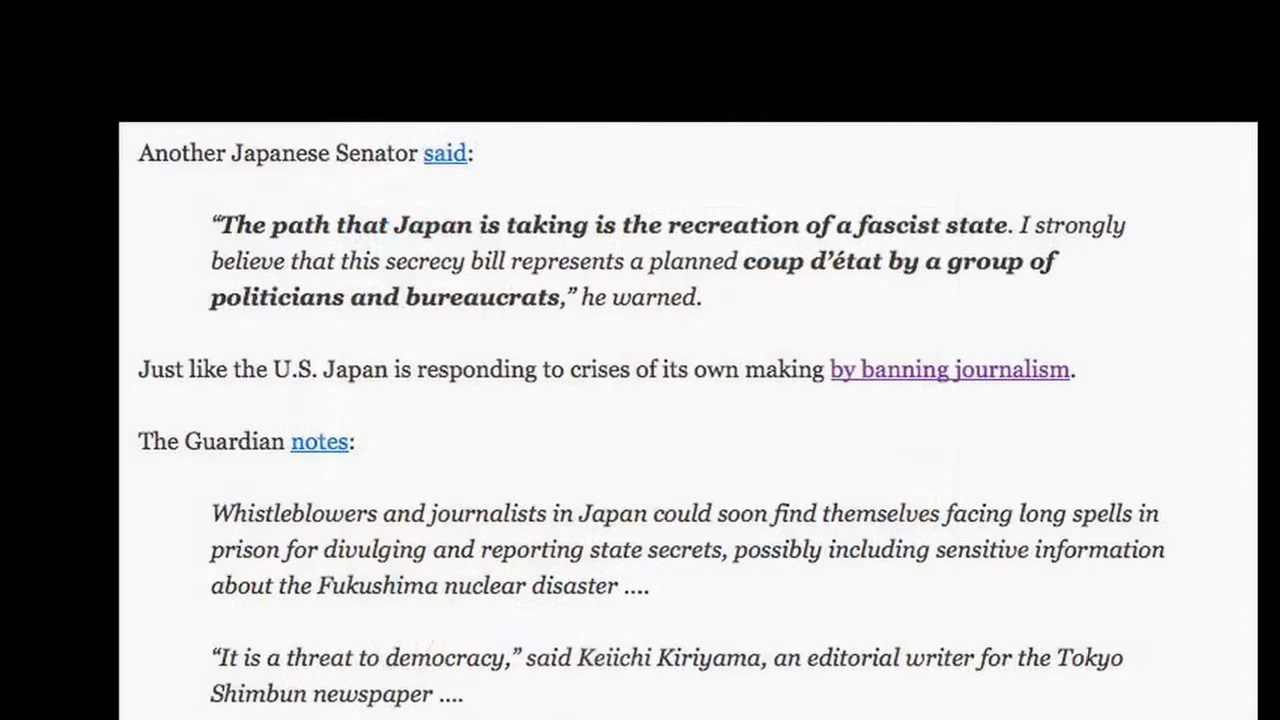 Another Japanese Senator said:
“The path that Japan is taking is the recreation of a fascist state. I strongly
believe that this secrecy bill represents a planned coup d’état by a group of
politicians and bureaucrats,” he warned.
Just like the U.S. Japan is responding to crises of its own making by banning journalism.
The Guardian notes:
Whistleblowers and journalists in Japan could soon find themselves facing long spells in
prison for divulging and reporting state secrets, possibly including sensitive information
about the Fukushima nuclear disaster ....
“It is a threat to democracy,” said Keiichi Kiriyama, an editorial writer for the Tokyo
Shimbun newspaper ....